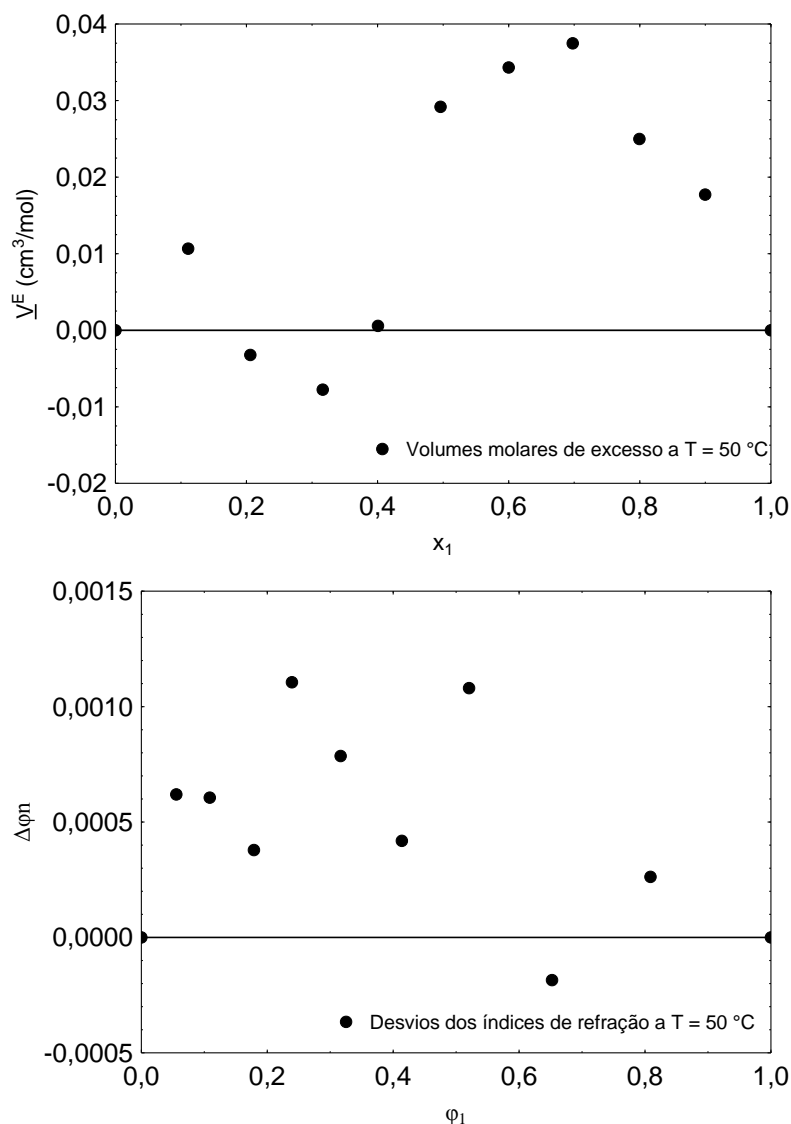 0,04
0,03
0,02
0,01
0,00
-0,01
-0,02
V^E (cm³/mol)
Volumes molares de excesso a T = 50 °C
0,0 0,2 0,4 0,6 0,8 1,0
x₁
0,0015
0,0010
0,0005
0,0000
-0,0005
Δφn
Desvios dos índices de refração a T = 50 °C
0,0 0,2 0,4 0,6 0,8 1,0
φ₁